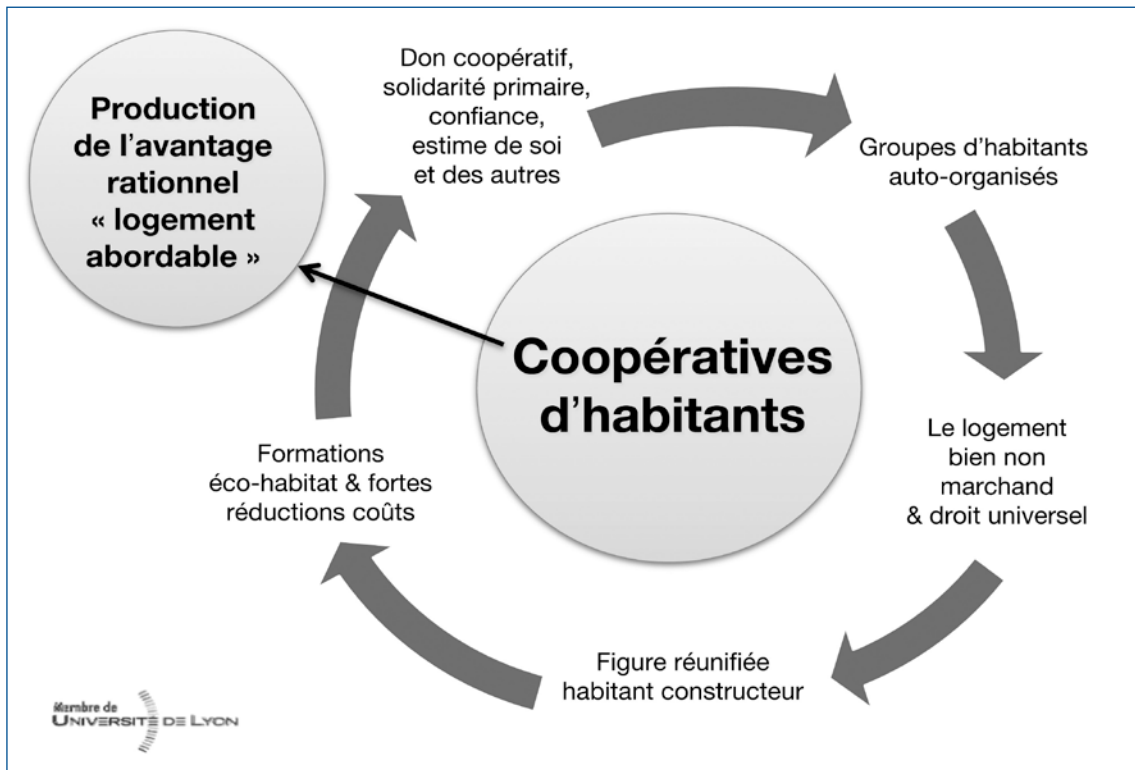 Production
de l’avantage
rationnel
« logement
abordable »
Don coopératif,
solidarité primaire,
confiance,
estime de soi
et des autres
Groupes d’habitants
auto-organisés
Coopératives
d’habitants
Le logement
bien non
marchand
& droit universel
Formations
éco-habitat & fortes
réductions coûts
Figure réunifiée
habitant constructeur
Membre de
UNIVERSITE DE LYON